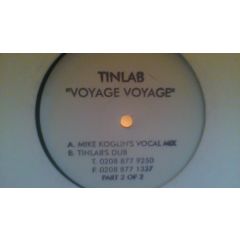 TINLAB
"VOYAGE VOYAGE"
A. MIKE KOGLIN'S VOCAL MIX
B. TINLAB'S DUB
T. 0208 877 9250
F. 0208 877 1337
PART 2 OF 2